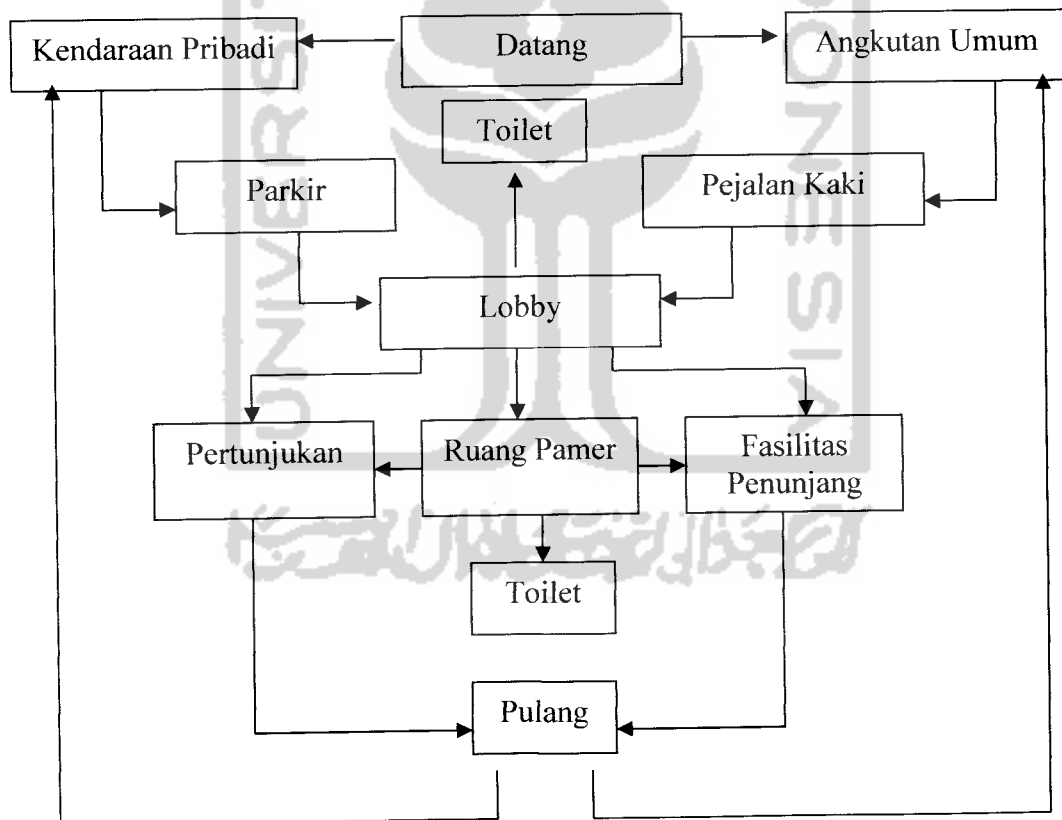 Kendaraan Pribadi
Datang
Angkutan Umum
Toilet
Parkir
Pejalan Kaki
Lobby
Pertunjukan
Ruang Pamer
Fasilitas
Penunjang
Toilet
Pulang